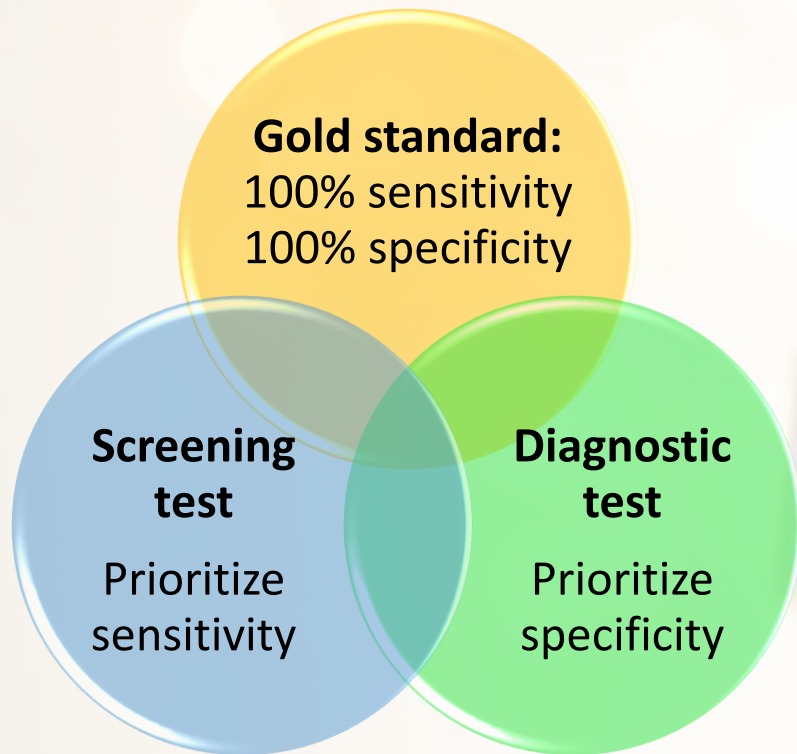 Gold standard:
100% sensitivity
100% specificity
Screening
test
Prioritize
sensitivity
Diagnostic
test
Prioritize
specificity